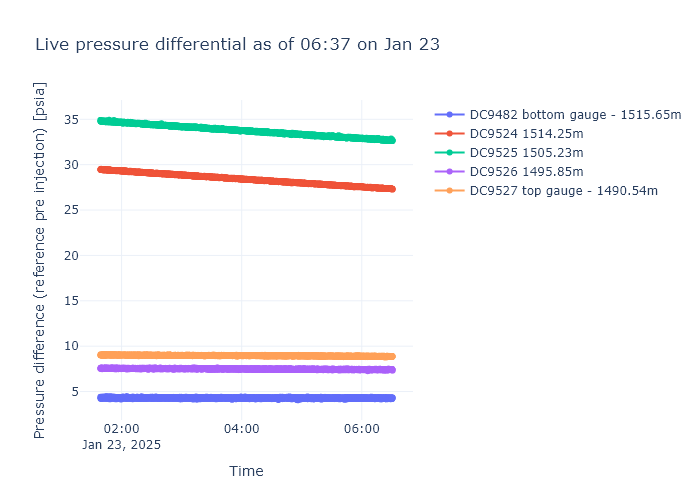 Live pressure differential as of 06:37 on Jan 23
Pressure difference (reference pre injection) [psia]
35
30
25
20
15
10
5
02:00
04:00
06:00
Jan 23, 2025
Time
DC9482 bottom gauge - 1515.65m
DC9524 1514.25m
DC9525 1505.23m
DC9526 1495.85m
DC9527 top gauge - 1490.54m